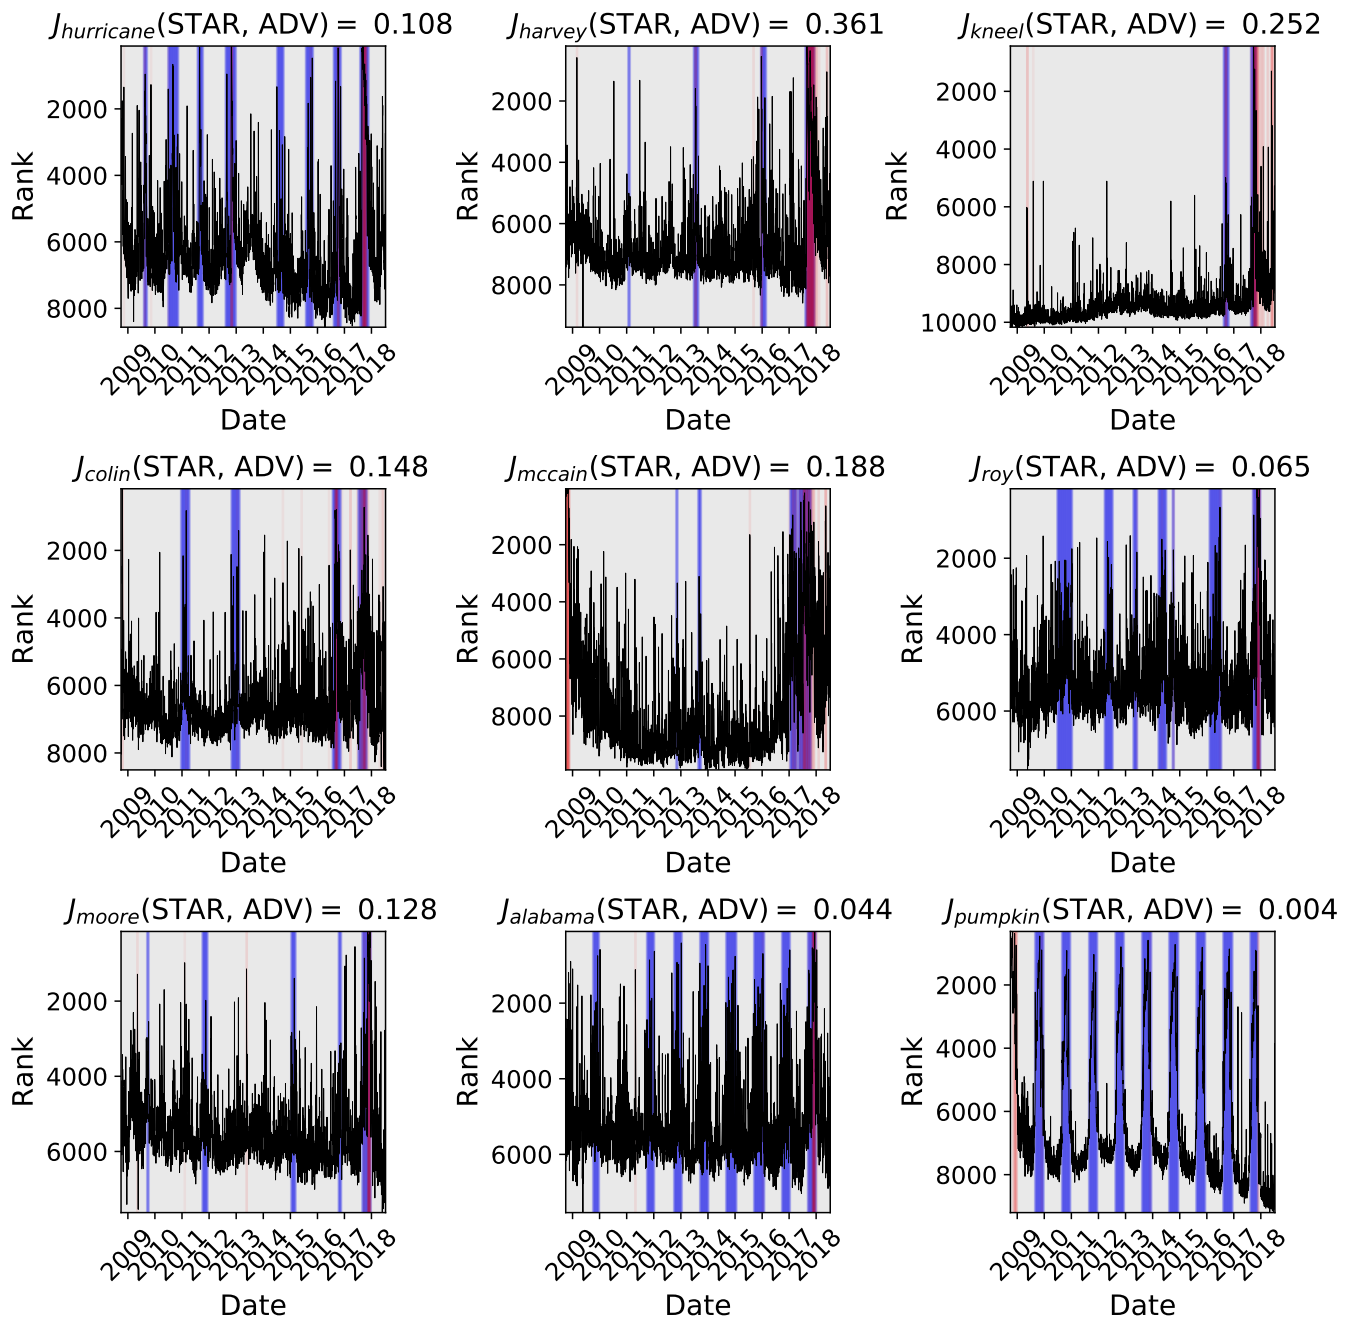 J_hurricane(STAR, ADV) = 0.108
Rank
2000
4000
6000
8000
2009 2010 2011 2012 2013 2014 2015 2016 2017 2018
Date
J_harvey(STAR, ADV) = 0.361
Rank
2000
4000
6000
8000
2009 2010 2011 2012 2013 2014 2015 2016 2017 2018
Date
J_kneel(STAR, ADV) = 0.252
Rank
2000
4000
6000
8000
10000
2009 2010 2011 2012 2013 2014 2015 2016 2017 2018
Date
J_colin(STAR, ADV) = 0.148
Rank
2000
4000
6000
8000
2009 2010 2011 2012 2013 2014 2015 2016 2017 2018
Date
J_mccain(STAR, ADV) = 0.188
Rank
2000
4000
6000
8000
2009 2010 2011 2012 2013 2014 2015 2016 2017 2018
Date
J_roy(STAR, ADV) = 0.065
Rank
2000
4000
6000
2009 2010 2011 2012 2013 2014 2015 2016 2017 2018
Date
J_moore(STAR, ADV) = 0.128
Rank
2000
4000
6000
2009 2010 2011 2012 2013 2014 2015 2016 2017 2018
Date
J_alabama(STAR, ADV) = 0.044
Rank
2000
4000
6000
2009 2010 2011 2012 2013 2014 2015 2016 2017 2018
Date
J_pumpkin(STAR, ADV) = 0.004
Rank
2000
4000
6000
8000
2009 2010 2011 2012 2013 2014 2015 2016 2017 2018
Date